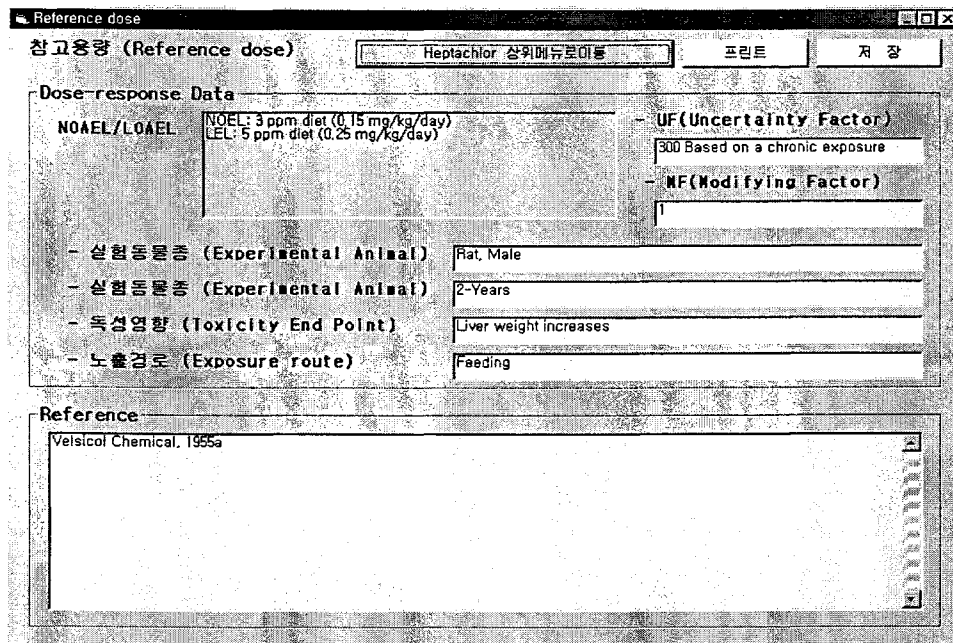 Reference dose
참고용량 (Reference dose)
Heptachlor 상위메뉴로이동
프린트
저 장
Dose-response Data
NOAEL/LOAEL
NOEL: 3 ppm diet (0.15 mg/kg/day)
LEL: 5 ppm diet (0.25 mg/kg/day)
- UF(Uncertainty Factor)
300 Based on a chronic exposure
- MF(Modifying Factor)
1
- 실험동물종 (Experimental Animal)
Rat, Male
- 실험동물종 (Experimental Animal)
2-Years
- 독성영향 (Toxicity End Point)
Liver weight increases
- 노출경로 (Exposure route)
Feeding
Reference
Velsicol Chemical, 1955a